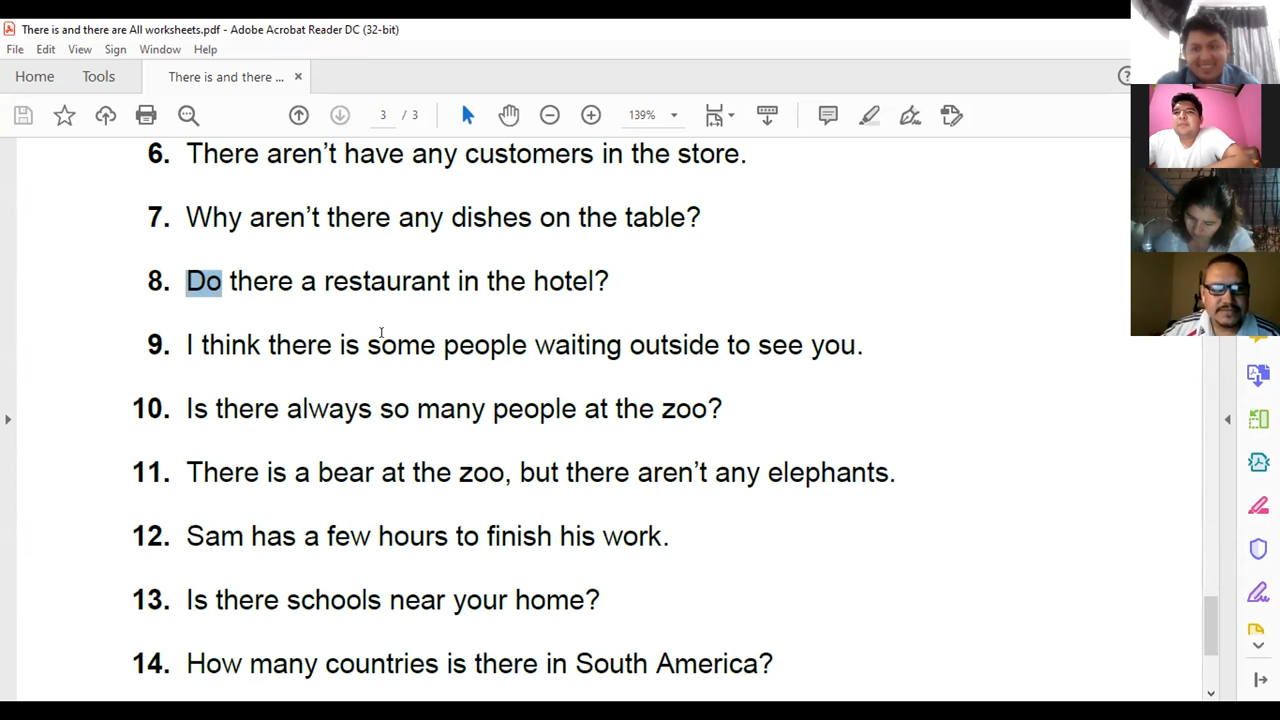 There is and there are All worksheets.pdf - Adobe Acrobat Reader DC (32-bit)
File Edit View Sign Window Help
Home Tools There is and there ... ×
3 / 3 139%
6. There aren't have any customers in the store.
7. Why aren't there any dishes on the table?
8. Do there a restaurant in the hotel?
9. I think there is some people waiting outside to see you.
10. Is there always so many people at the zoo?
11. There is a bear at the zoo, but there aren't any elephants.
12. Sam has a few hours to finish his work.
13. Is there schools near your home?
14. How many countries is there in South America?